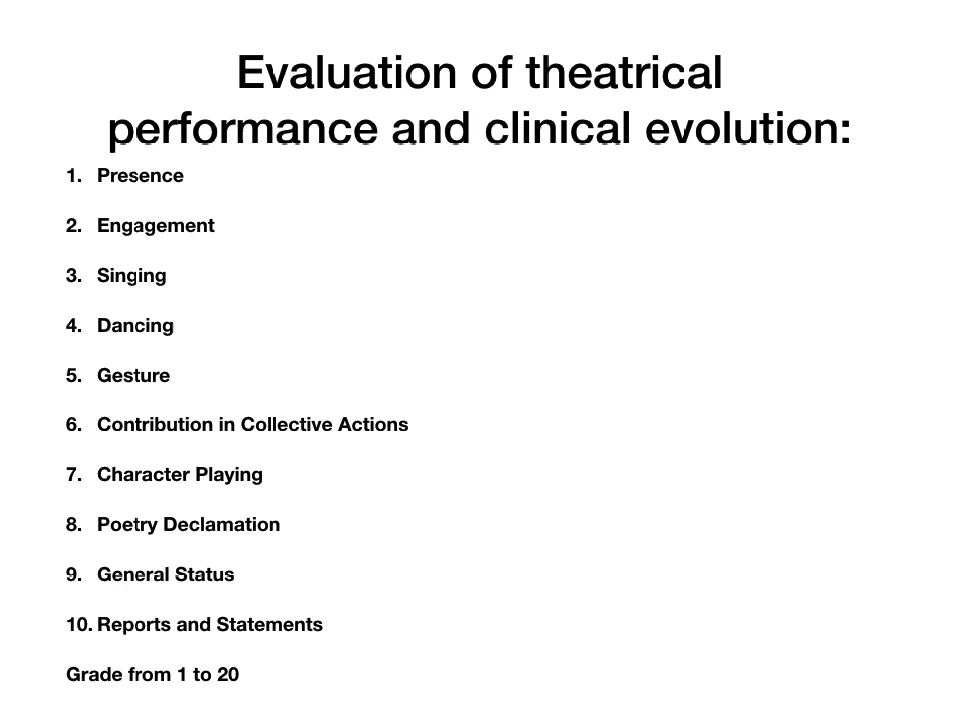 Evaluation of theatrical
performance and clinical evolution:
1. Presence
2. Engagement
3. Singing
4. Dancing
5. Gesture
6. Contribution in Collective Actions
7. Character Playing
8. Poetry Declamation
9. General Status
10. Reports and Statements
Grade from 1 to 20